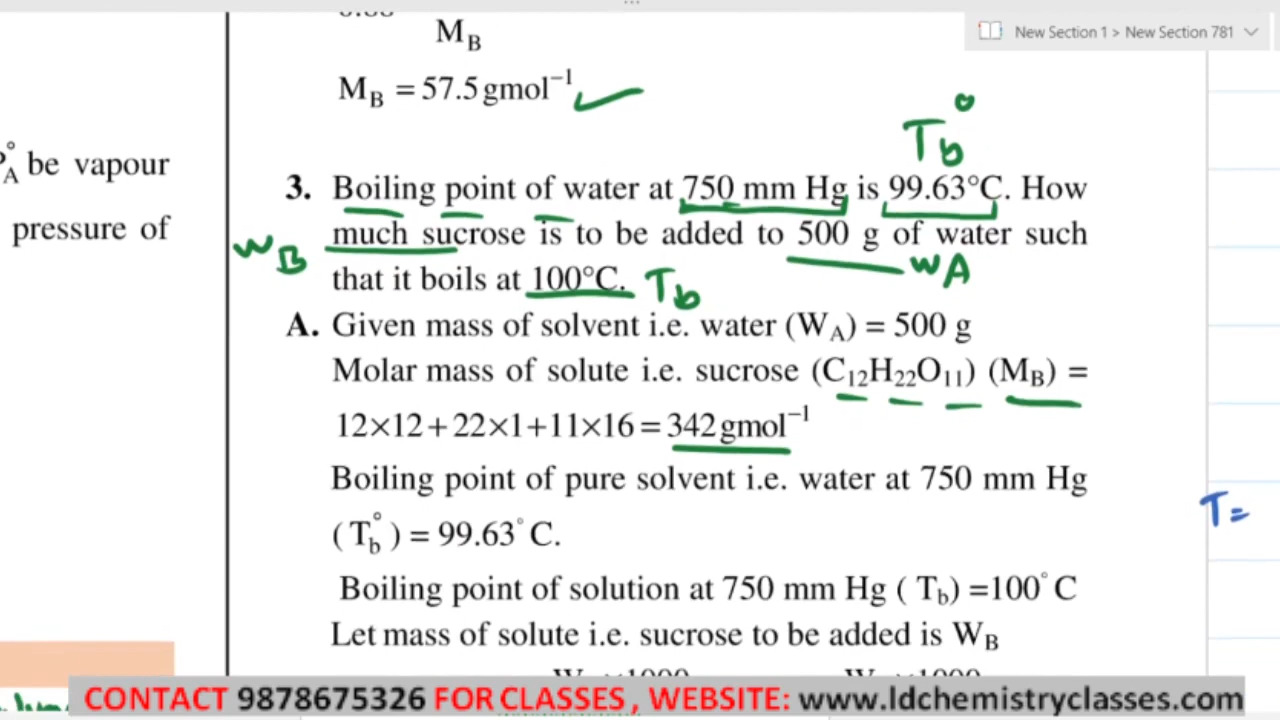 M_B
New Section 1 > New Section 781
M_B = 57.5 gmol⁻¹
T_b°
°_A be vapour
pressure of
3. Boiling point of water at 750 mm Hg is 99.63°C. How
much sucrose is to be added to 500 g of water such
W_B
that it boils at 100°C. T_b
W_A
A. Given mass of solvent i.e. water (W_A) = 500 g
Molar mass of solute i.e. sucrose (C₁₂H₂₂O₁₁) (M_B) =
12×12+22×1+11×16=342 gmol⁻¹
Boiling point of pure solvent i.e. water at 750 mm Hg
(T_b°) = 99.63°C.
T=
Boiling point of solution at 750 mm Hg (T_b) =100°C
Let mass of solute i.e. sucrose to be added is W_B
CONTACT 9878675326 FOR CLASSES , WEBSITE: www.ldchemistryclasses.com